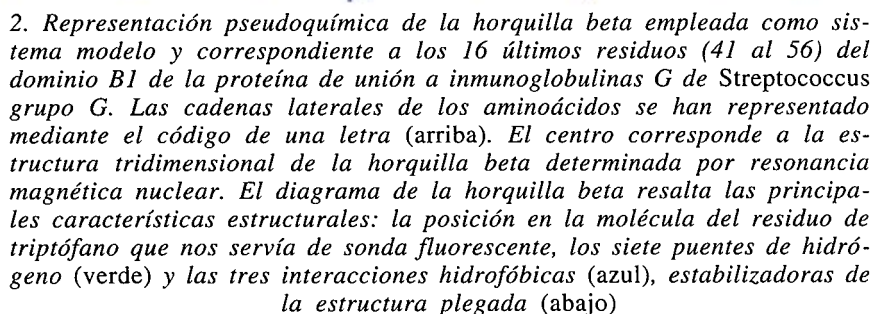 2. Representación pseudoquímica de la horquilla beta empleada como sis-
tema modelo y correspondiente a los 16 últimos residuos (41 al 56) del
dominio B1 de la proteína de unión a inmunoglobulinas G de Streptococcus
grupo G. Las cadenas laterales de los aminoácidos se han representado
mediante el código de una letra (arriba). El centro corresponde a la es-
tructura tridimensional de la horquilla beta determinada por resonancia
magnética nuclear. El diagrama de la horquilla beta resalta las principa-
les características estructurales: la posición en la molécula del residuo de
triptófano que nos servía de sonda fluorescente, los siete puentes de hidró-
geno (verde) y las tres interacciones hidrofóbicas (azul), estabilizadoras de
la estructura plegada (abajo)